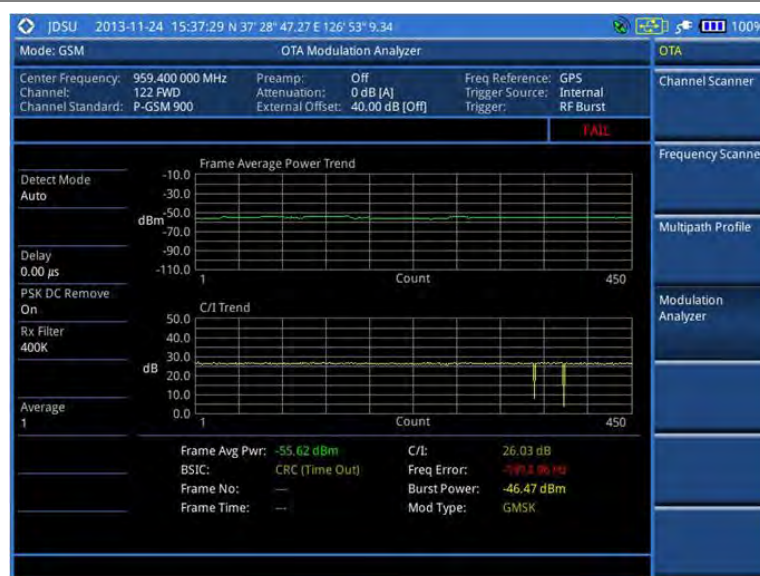 JDSU 2013-11-24 15:37:29 N 37' 28" 47.27 E 126' 53" 9.34 100%
Mode: GSM OTA Modulation Analyzer OTA
Center Frequency: 959.400 000 MHz Preamp: Off Freq Reference: GPS
Channel: 122 FWD Attenuation: 0 dB [A] Trigger Source: Internal
Channel Standard: P-GSM 900 External Offset: 40.00 dB [Off] Trigger: RF Burst
Channel Scanner
FAIL
Frequency Scanne
Multipath Profile
Modulation
Analyzer
Detect Mode
Auto
Delay
0.00 µs
PSK DC Remove
On
Rx Filter
400K
Average
1
Frame Average Power Trend
-10.0
-30.0
-50.0
dBm
-70.0
-90.0
-110.0
1 Count 450
C/I Trend
50.0
40.0
30.0
dB
20.0
10.0
0.0
1 Count 450
Frame Avg Pwr: -55.62 dBm C/I: 26.03 dB
BSIC: CRC (Time Out) Freq Error: Hz
Frame No: --- Burst Power: -46.47 dBm
Frame Time: --- Mod Type: GMSK